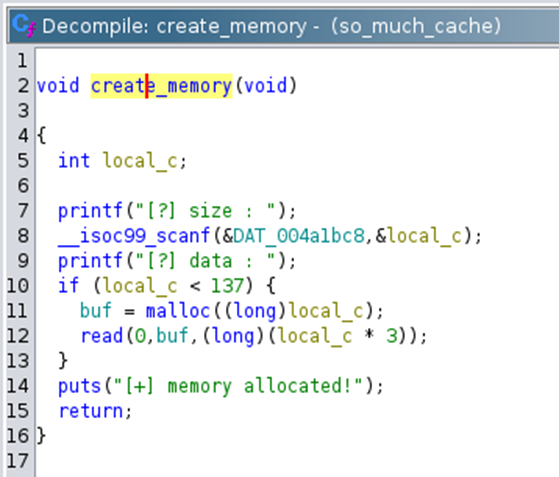 Decompile: create_memory - (so_much_cache)
1
2 void create_memory(void)
3
4 {
5 int local_c;
6
7 printf("[?] size : ");
8 __isoc99_scanf(&DAT_004a1bc8,&local_c);
9 printf("[?] data : ");
10 if (local_c < 137) {
11 buf = malloc((long)local_c);
12 read(0,buf,(long)(local_c * 3));
13 }
14 puts("[+] memory allocated!");
15 return;
16 }
17